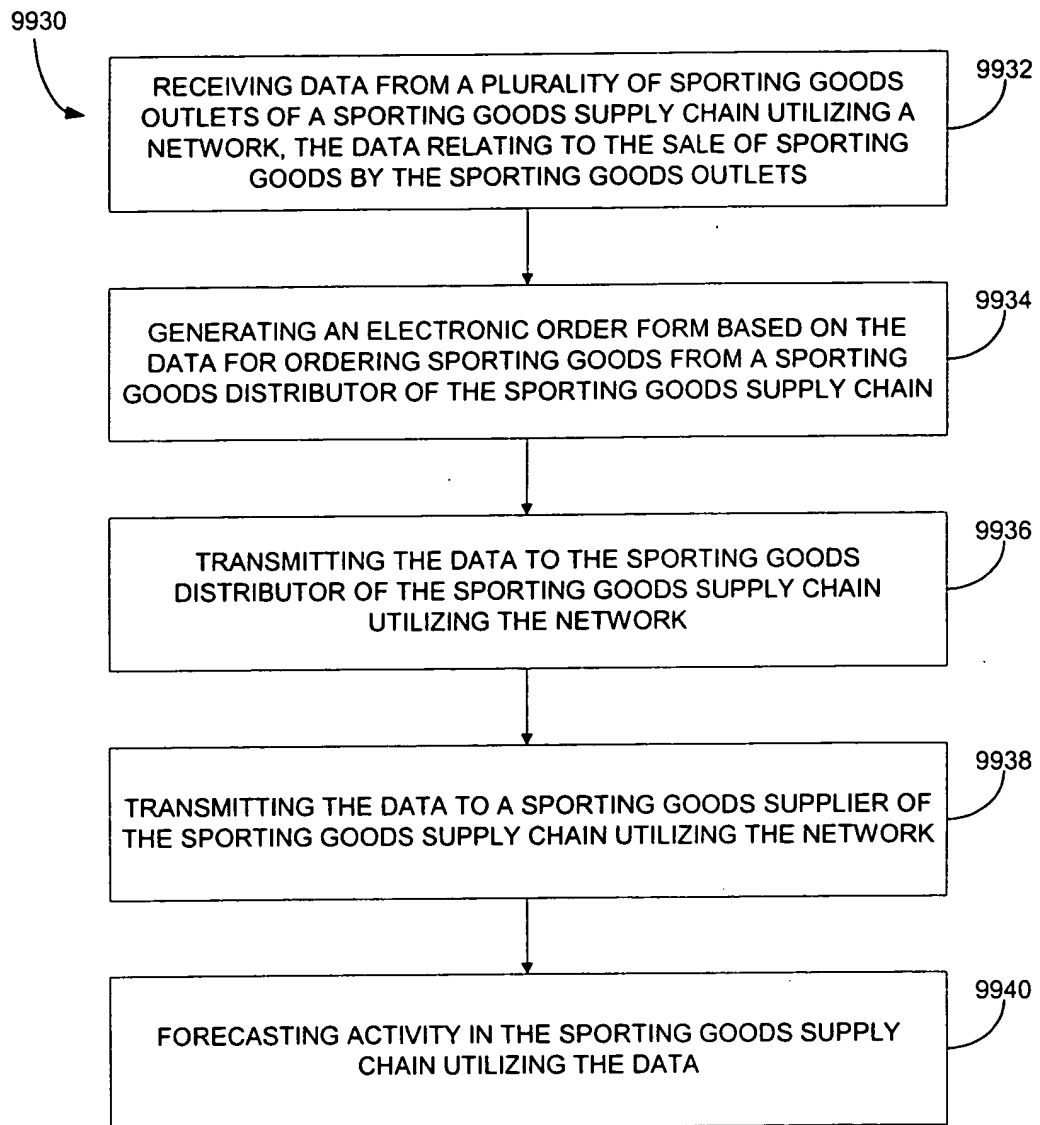 9930
9932
RECEIVING DATA FROM A PLURALITY OF SPORTING GOODS
OUTLETS OF A SPORTING GOODS SUPPLY CHAIN UTILIZING A
NETWORK, THE DATA RELATING TO THE SALE OF SPORTING
GOODS BY THE SPORTING GOODS OUTLETS
9934
GENERATING AN ELECTRONIC ORDER FORM BASED ON THE
DATA FOR ORDERING SPORTING GOODS FROM A SPORTING
GOODS DISTRIBUTOR OF THE SPORTING GOODS SUPPLY CHAIN
9936
TRANSMITTING THE DATA TO THE SPORTING GOODS
DISTRIBUTOR OF THE SPORTING GOODS SUPPLY CHAIN
UTILIZING THE NETWORK
9938
TRANSMITTING THE DATA TO A SPORTING GOODS SUPPLIER OF
THE SPORTING GOODS SUPPLY CHAIN UTILIZING THE NETWORK
9940
FORECASTING ACTIVITY IN THE SPORTING GOODS SUPPLY
CHAIN UTILIZING THE DATA